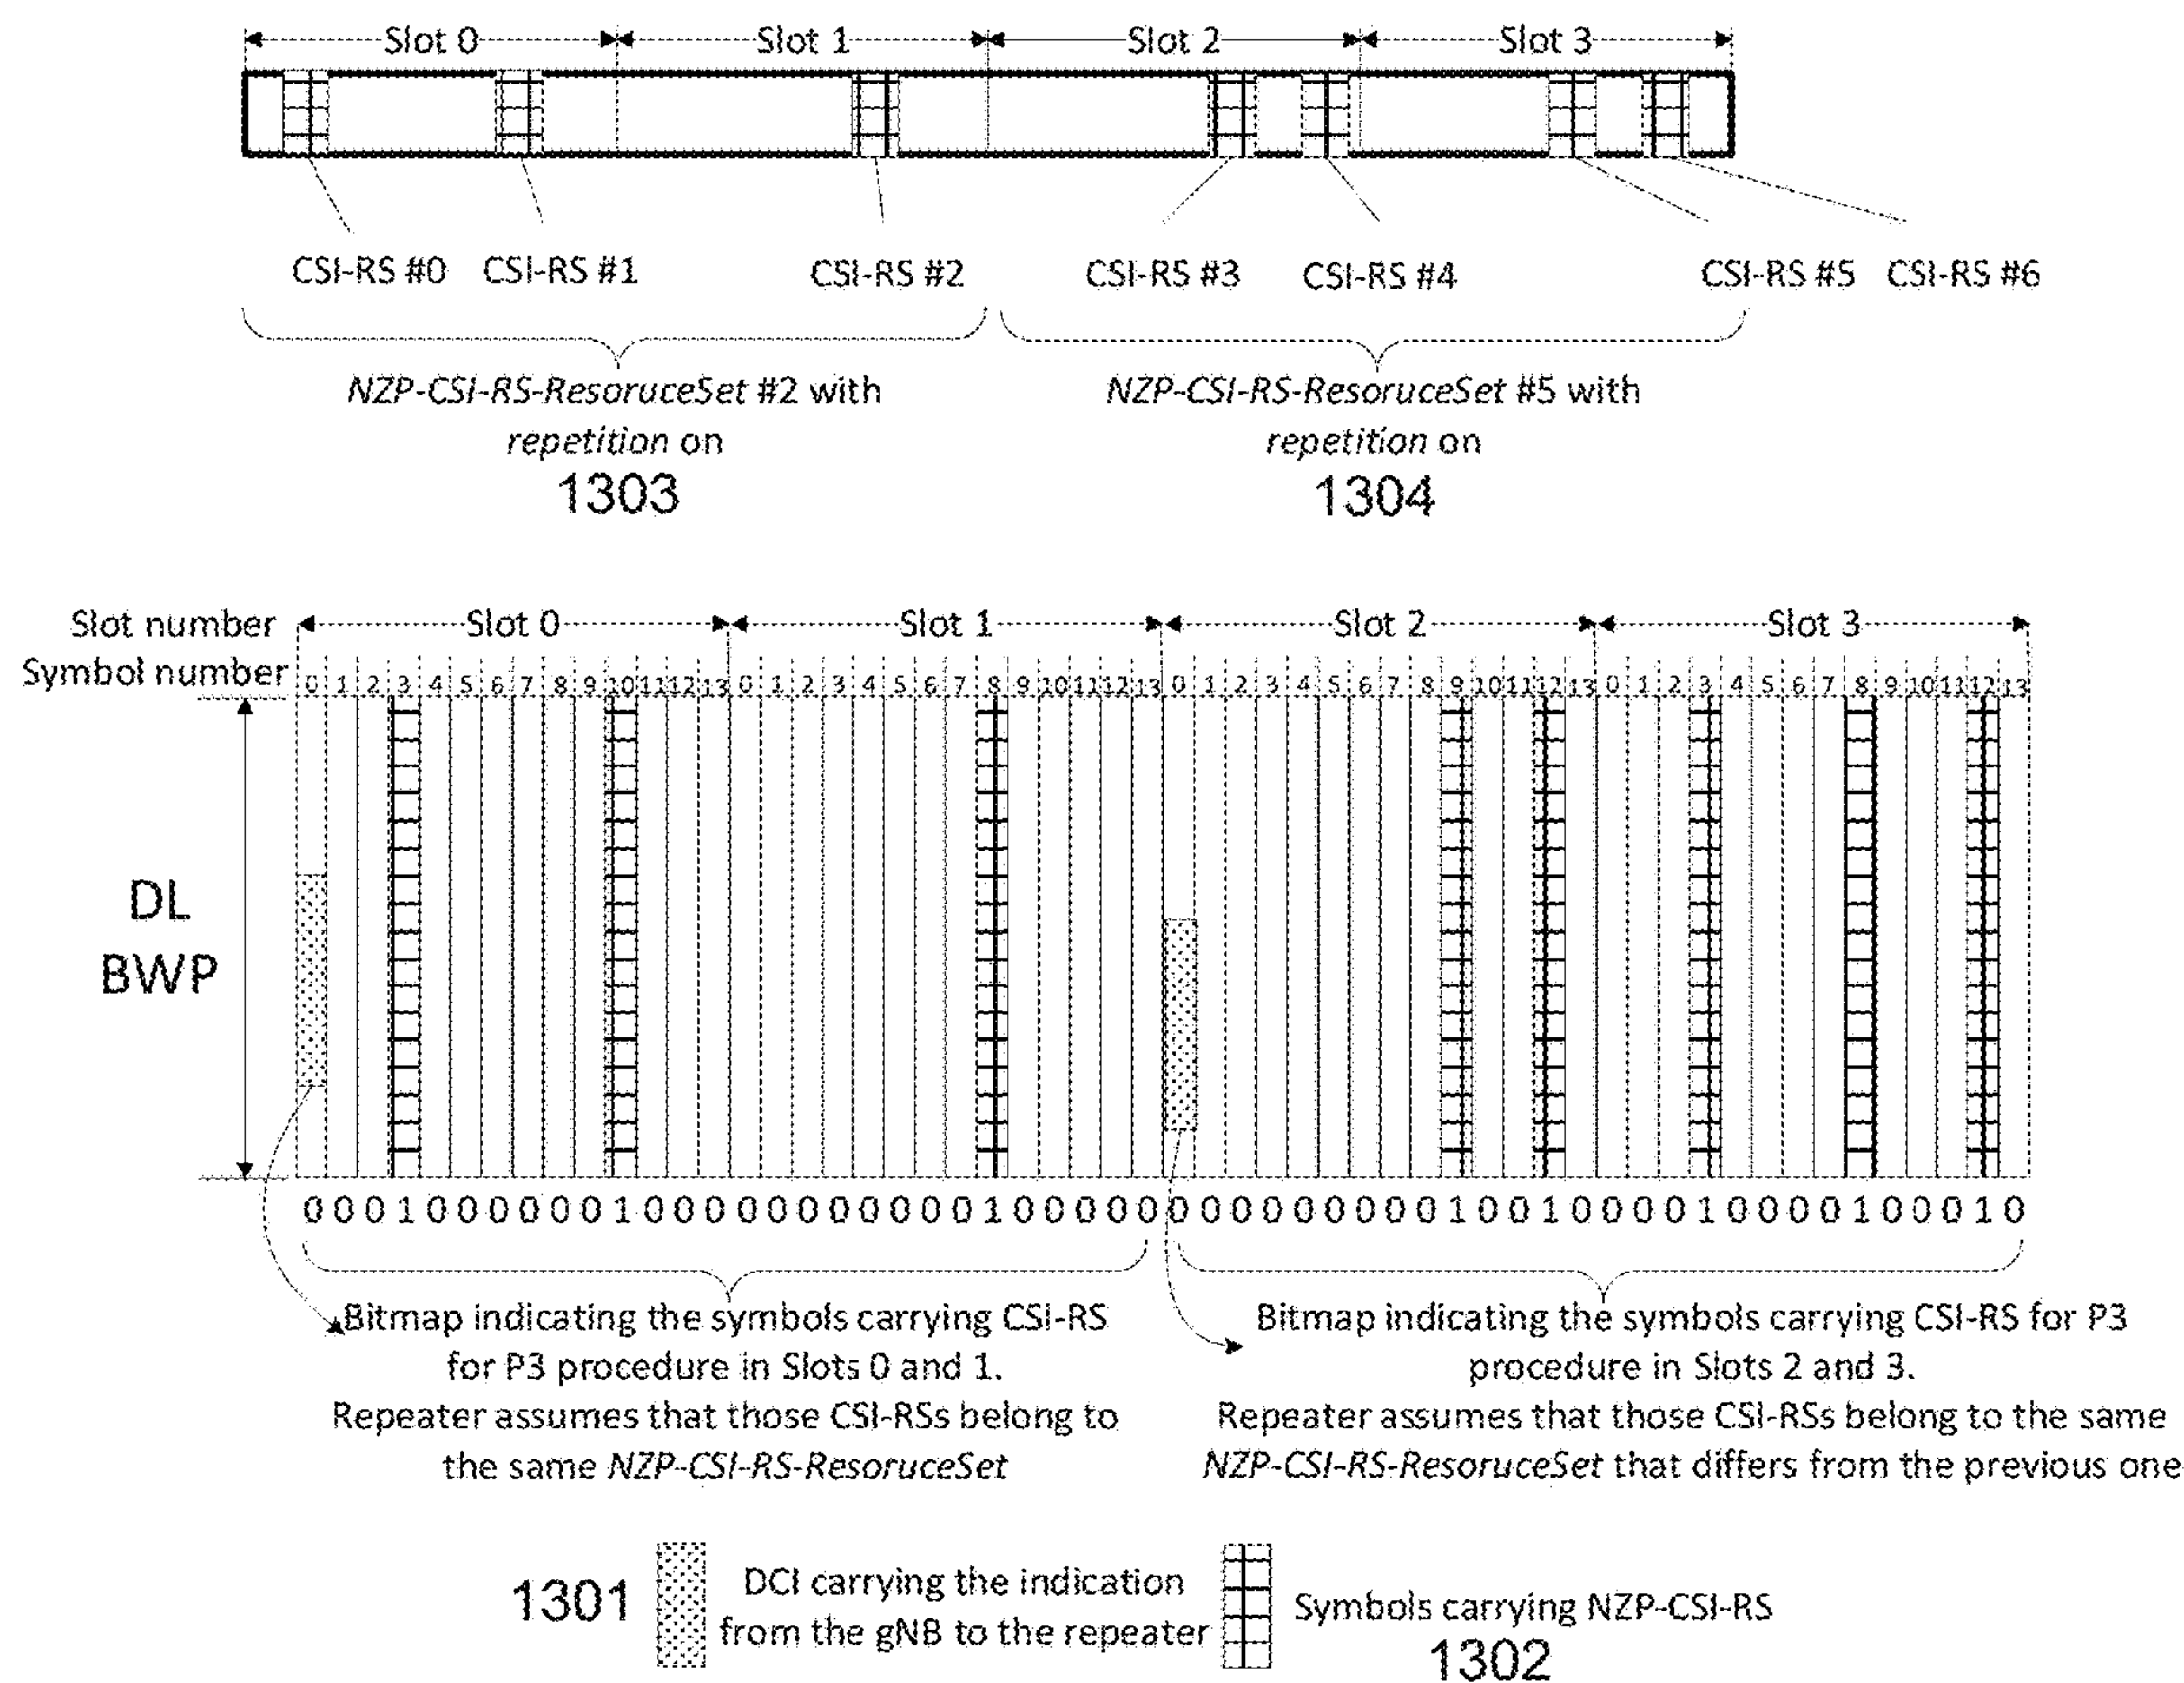 Slot 0 Slot 1 Slot 2 Slot 3
CSI-RS #0 CSI-RS #1 CSI-RS #2 CSI-RS #3 CSI-RS #4 CSI-RS #5 CSI-RS #6
NZP-CSI-RS-ResoruceSet #2 with
repetition on
1303
NZP-CSI-RS-ResoruceSet #5 with
repetition on
1304
Slot number Slot 0 Slot 1 Slot 2 Slot 3
Symbol number 0 1 2 3 4 5 6 7 8 9 10 11 12 13 0 1 2 3 4 5 6 7 8 9 10 11 12 13 0 1 2 3 4 5 6 7 8 9 10 11 12 13 0 1 2 3 4 5 6 7 8 9 10 11 12 13
DL
BWP
0 0 0 1 0 0 0 0 0 0 1 0 0 0 0 0 0 0 0 0 0 0 1 0 0 0 0 0 0 0 0 0 0 0 0 0 0 1 0 0 1 0 0 0 0 1 0 0 0 0 1 0 0 0 1 0
Bitmap indicating the symbols carrying CSI-RS
for P3 procedure in Slots 0 and 1.
Repeater assumes that those CSI-RSs belong to
the same NZP-CSI-RS-ResoruceSet
Bitmap indicating the symbols carrying CSI-RS for P3
procedure in Slots 2 and 3.
Repeater assumes that those CSI-RSs belong to the same
NZP-CSI-RS-ResoruceSet that differs from the previous one
1301
DCI carrying the indication
from the gNB to the repeater
Symbols carrying NZP-CSI-RS
1302